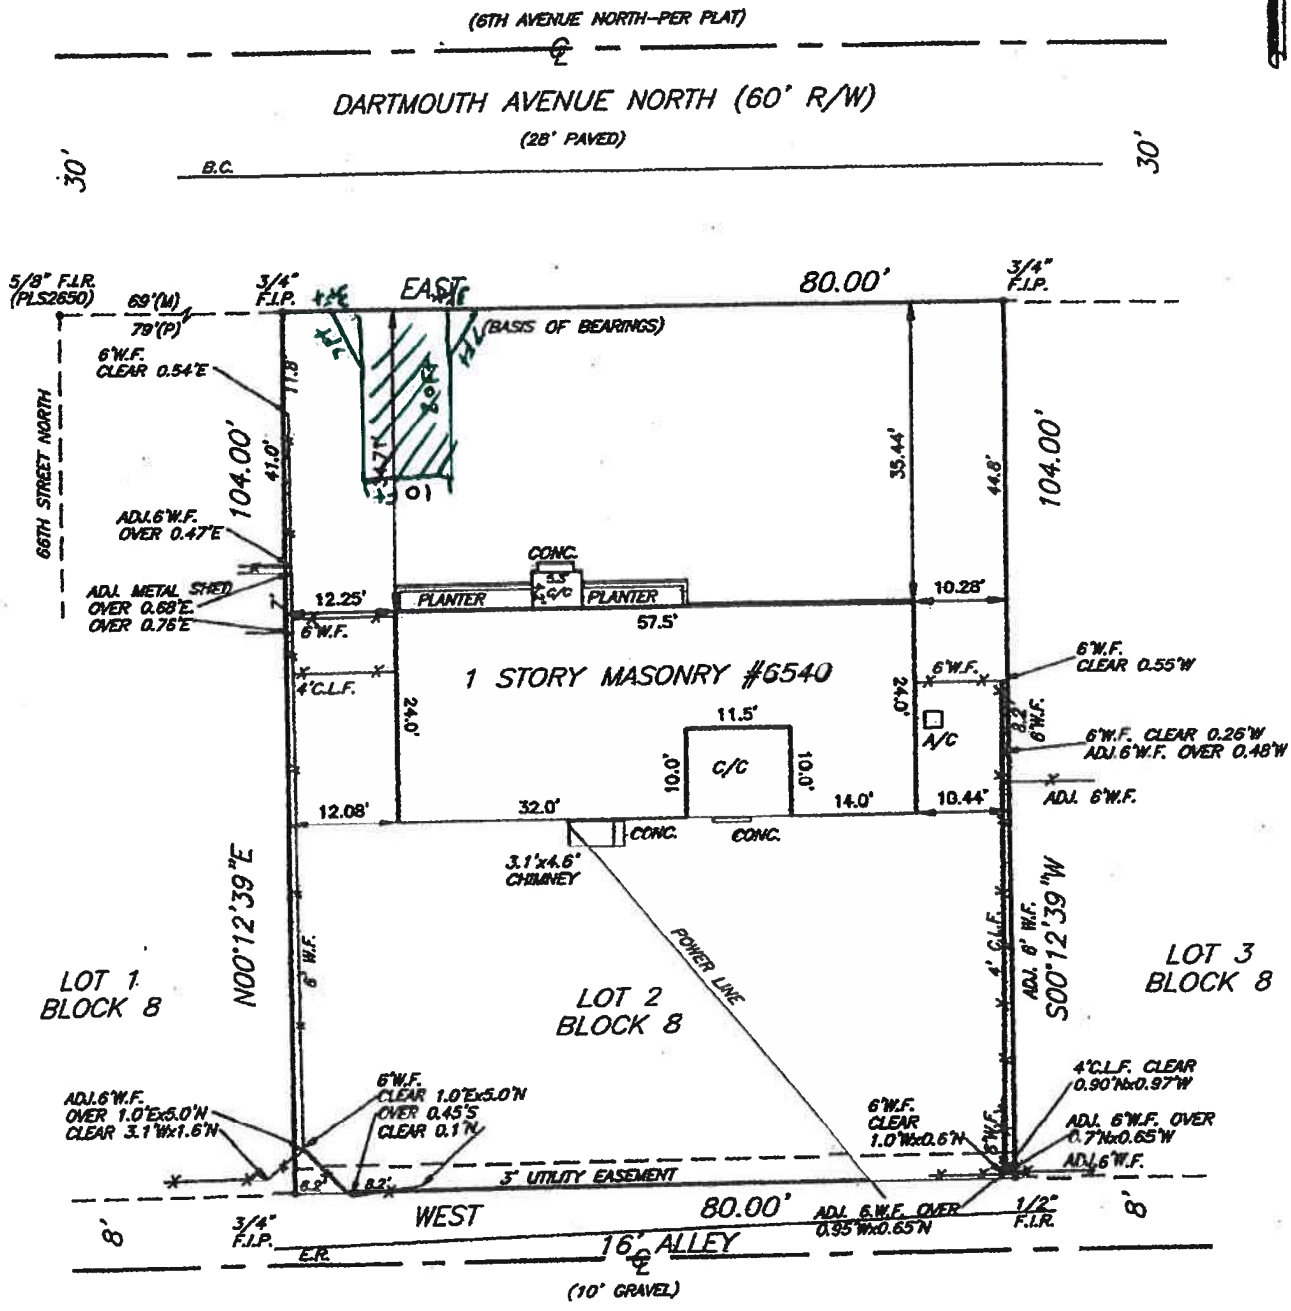 (6TH AVENUE NORTH-PER PLAT)
DARTMOUTH AVENUE NORTH (60' R/W)
(28' PAVED)
30'
30'
B.C.
5/8" F.I.R.
(PLS2650)
69'(M)
79'(P)
3/4"
F.I.P.
EAST
80.00'
3/4"
F.I.P.
(BASIS OF BEARINGS)
3ft
7ft
7ft
6'W.F.
CLEAR 0.54'E
11.8'
41.0'
104.00'
66TH STREET NORTH
10 ft
35.44'
44.8'
104.00'
ADJ.6'W.F.
OVER 0.47'E
ADJ. METAL SHED
OVER 0.68'E.
OVER 0.76'E
12.25'
6'W.F.
4'C.L.F.
CONC.
5.5'
C/C
PLANTER
PLANTER
57.5'
10.28'
1 STORY MASONRY #6540
24.0'
24.0'
6'W.F.
6'W.F.
CLEAR 0.55'W
8.2'
6'W.F.
A/C
6'W.F. CLEAR 0.26'W
ADJ.6'W.F. OVER 0.48'W
ADJ. 6'W.F.
11.5'
10.0'
C/C
10.0'
12.08'
32.0'
14.0'
10.44'
CONC.
CONC.
3.1'x4.6'
CHIMNEY
POWER LINE
N00°12'39"E
6' W.F.
4' C.L.F.
ADJ. 6' W.F.
S00°12'39"W
LOT 1
BLOCK 8
LOT 2
BLOCK 8
LOT 3
BLOCK 8
ADJ.6'W.F.
OVER 1.0'Ex5.0'N
CLEAR 3.1'Wx1.6'N
6'W.F.
CLEAR 1.0'Ex5.0'N
OVER 0.45'S
CLEAR 0.1'N
6'W.F.
CLEAR
1.0'Wx0.6'N
6'W.F.
4'C.L.F. CLEAR
0.90'Nx0.97'W
ADJ. 6'W.F. OVER
0.7'Nx0.65'W
ADJ.6'W.F.
6.2'
8.2'
3' UTILITY EASEMENT
8'
3/4"
F.I.P.
WEST
80.00'
ADJ. 6.W.F. OVER
0.95'Wx0.65'N
1/2"
F.I.R.
8'
E.R.
16' ALLEY
(10' GRAVEL)